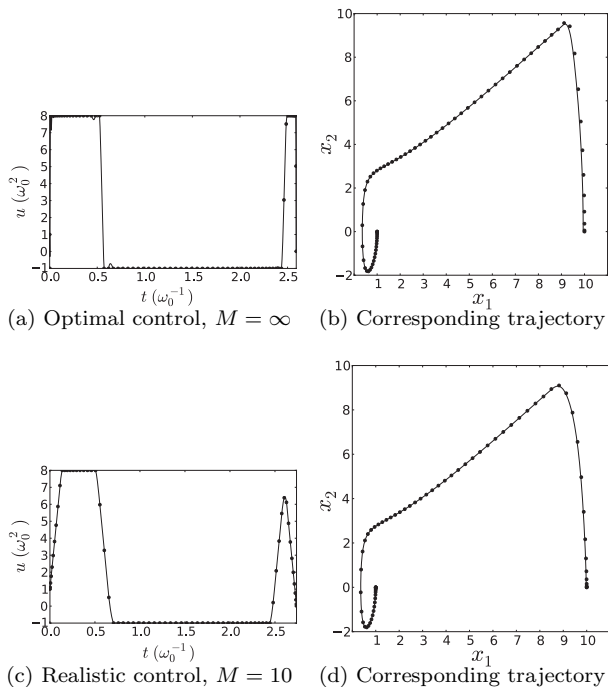 10
8
6
4
2
0
−2
x₂
1 2 3 4 5 6 7 8 9 10
x₁
8
7
6
5
4
3
2
1
0
−1
u (ω₀²)
0.0 0.5 1.0 1.5 2.0 2.5
t (ω₀⁻¹)
(a) Optimal control, M = ∞
(b) Corresponding trajectory
10
8
6
4
2
0
−2
x₂
1 2 3 4 5 6 7 8 9 10
x₁
8
7
6
5
4
3
2
1
0
−1
u (ω₀²)
0.0 0.5 1.0 1.5 2.0 2.5
t (ω₀⁻¹)
(c) Realistic control, M = 10
(d) Corresponding trajectory